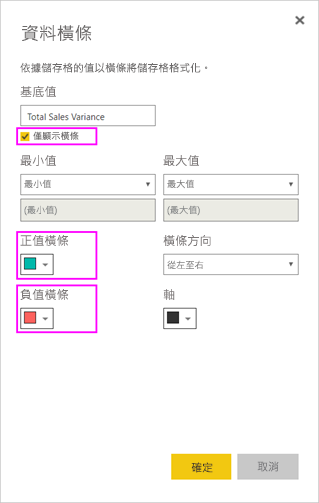 資料橫條
依據儲存格的值以橫條將儲存格格式化。
基底值
Total Sales Variance
僅顯示橫條
最小值 最大值
最小值 最大值
(最小值) (最大值)
正值橫條 橫條方向
從左至右
負值橫條 軸
確定 取消